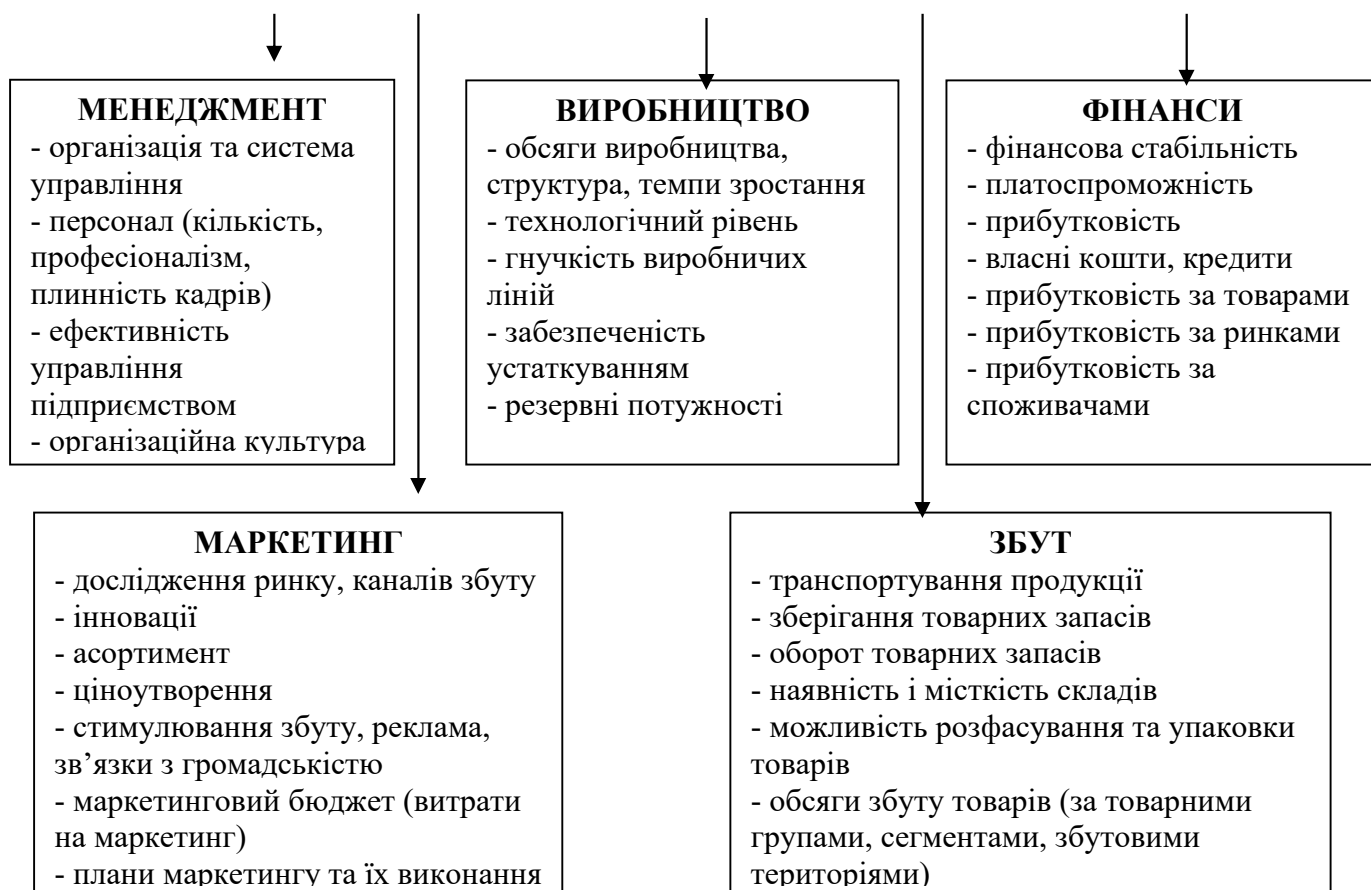 МЕНЕДЖМЕНТ
- організація та система
управління
- персонал (кількість,
професіоналізм,
плинність кадрів)
- ефективність
управління
підприємством
- організаційна культура
ВИРОБНИЦТВО
- обсяги виробництва,
структура, темпи зростання
- технологічний рівень
- гнучкість виробничих
ліній
- забезпеченість
устаткуванням
- резервні потужності
ФІНАНСИ
- фінансова стабільність
- платоспроможність
- прибутковість
- власні кошти, кредити
- прибутковість за товарами
- прибутковість за ринками
- прибутковість за
споживачами
МАРКЕТИНГ
- дослідження ринку, каналів збуту
- інновації
- асортимент
- ціноутворення
- стимулювання збуту, реклама,
зв’язки з громадськістю
- маркетинговий бюджет (витрати
на маркетинг)
- плани маркетингу та їх виконання
ЗБУТ
- транспортування продукції
- зберігання товарних запасів
- оборот товарних запасів
- наявність і місткість складів
- можливість розфасування та упаковки
товарів
- обсяги збуту товарів (за товарними
групами, сегментами, збутовими
територіями)